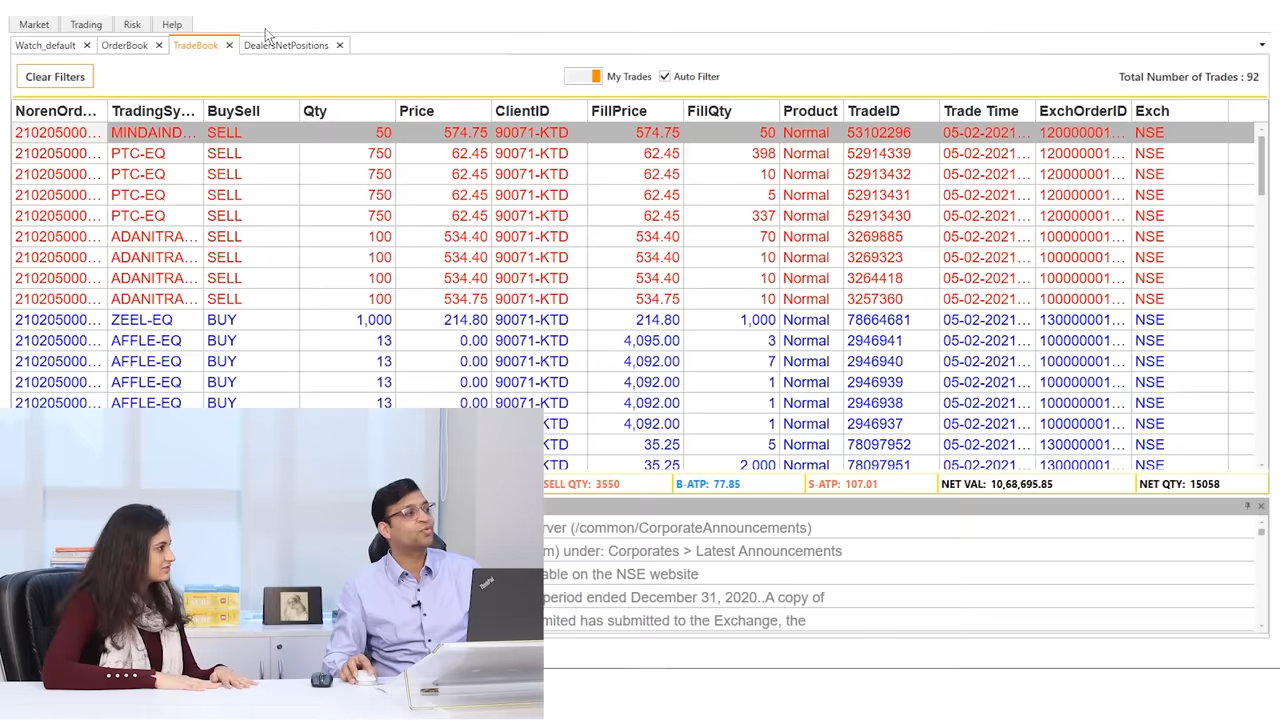 Market Trading Risk Help
Watch_default OrderBook TradeBook DealersNetPositions
Clear Filters My Trades Auto Filter Total Number of Trades : 92
NorenOrd... TradingSy... BuySell Qty Price ClientID FillPrice FillQty Product TradeID Trade Time ExchOrderID Exch
210205000... MINDAIND... SELL 50 574.75 90071-KTD 574.75 50 Normal 53102296 05-02-2021... 120000001... NSE
210205000... PTC-EQ SELL 750 62.45 90071-KTD 62.45 398 Normal 52914339 05-02-2021... 120000001... NSE
210205000... PTC-EQ SELL 750 62.45 90071-KTD 62.45 10 Normal 52913432 05-02-2021... 120000001... NSE
210205000... PTC-EQ SELL 750 62.45 90071-KTD 62.45 5 Normal 52913431 05-02-2021... 120000001... NSE
210205000... PTC-EQ SELL 750 62.45 90071-KTD 62.45 337 Normal 52913430 05-02-2021... 120000001... NSE
210205000... ADANITRA... SELL 100 534.40 90071-KTD 534.40 70 Normal 3269885 05-02-2021... 100000001... NSE
210205000... ADANITRA... SELL 100 534.40 90071-KTD 534.40 10 Normal 3269323 05-02-2021... 100000001... NSE
210205000... ADANITRA... SELL 100 534.40 90071-KTD 534.40 10 Normal 3264418 05-02-2021... 100000001... NSE
210205000... ADANITRA... SELL 100 534.75 90071-KTD 534.75 10 Normal 3257360 05-02-2021... 100000001... NSE
210205000... ZEEL-EQ BUY 1,000 214.80 90071-KTD 214.80 1,000 Normal 78664681 05-02-2021... 130000001... NSE
210205000... AFFLE-EQ BUY 13 0.00 90071-KTD 4,095.00 3 Normal 2946941 05-02-2021... 100000001... NSE
210205000... AFFLE-EQ BUY 13 0.00 90071-KTD 4,092.00 7 Normal 2946940 05-02-2021... 100000001... NSE
210205000... AFFLE-EQ BUY 13 0.00 90071-KTD 4,092.00 1 Normal 2946939 05-02-2021... 100000001... NSE
210205000... AFFLE-EQ BUY 13 0.00 90071-KTD 4,092.00 1 Normal 2946938 05-02-2021... 100000001... NSE
KTD 4,092.00 1 Normal 2946937 05-02-2021... 100000001... NSE
KTD 35.25 5 Normal 78097952 05-02-2021... 130000001... NSE
KTD 35.25 2,000 Normal 78097951 05-02-2021... 130000001... NSE
SELL QTY: 3550 B-ATP: 77.85 S-ATP: 107.01 NET VAL: 10,68,695.85 NET QTY: 15058
rver (/common/CorporateAnnouncements)
m) under: Corporates > Latest Announcements
able on the NSE website
period ended December 31, 2020..A copy of
mited has submitted to the Exchange, the
ThinkPad